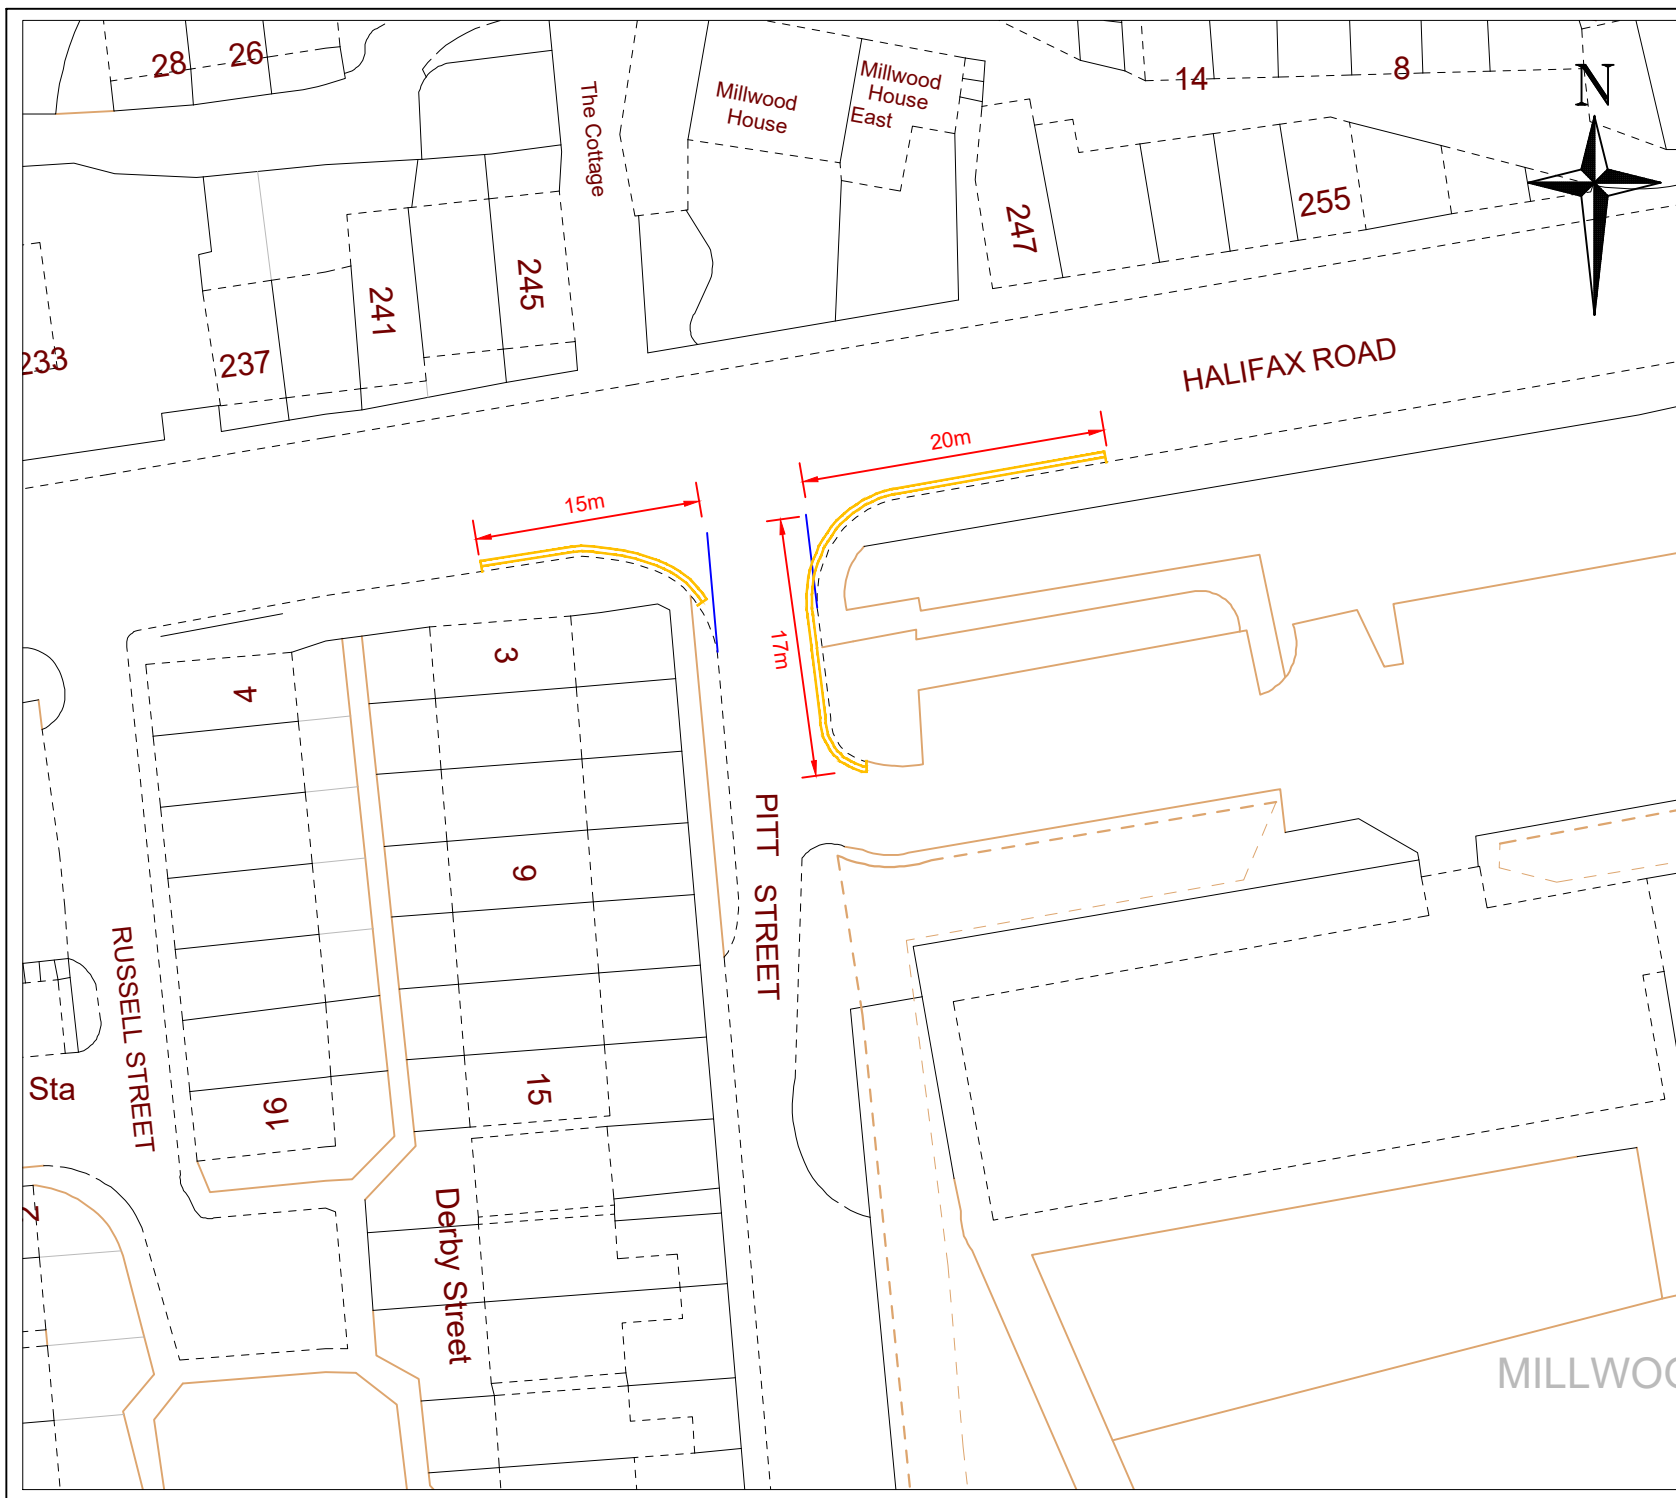 28
26
The Cottage
Millwood
House
Millwood
House
East
14
8
N
247
255
245
241
237
233
HALIFAX ROAD
20m
15m
17m
3
4
9
PITT STREET
RUSSELL STREET
Sta
16
15
Derby Street
2
MILLWOO